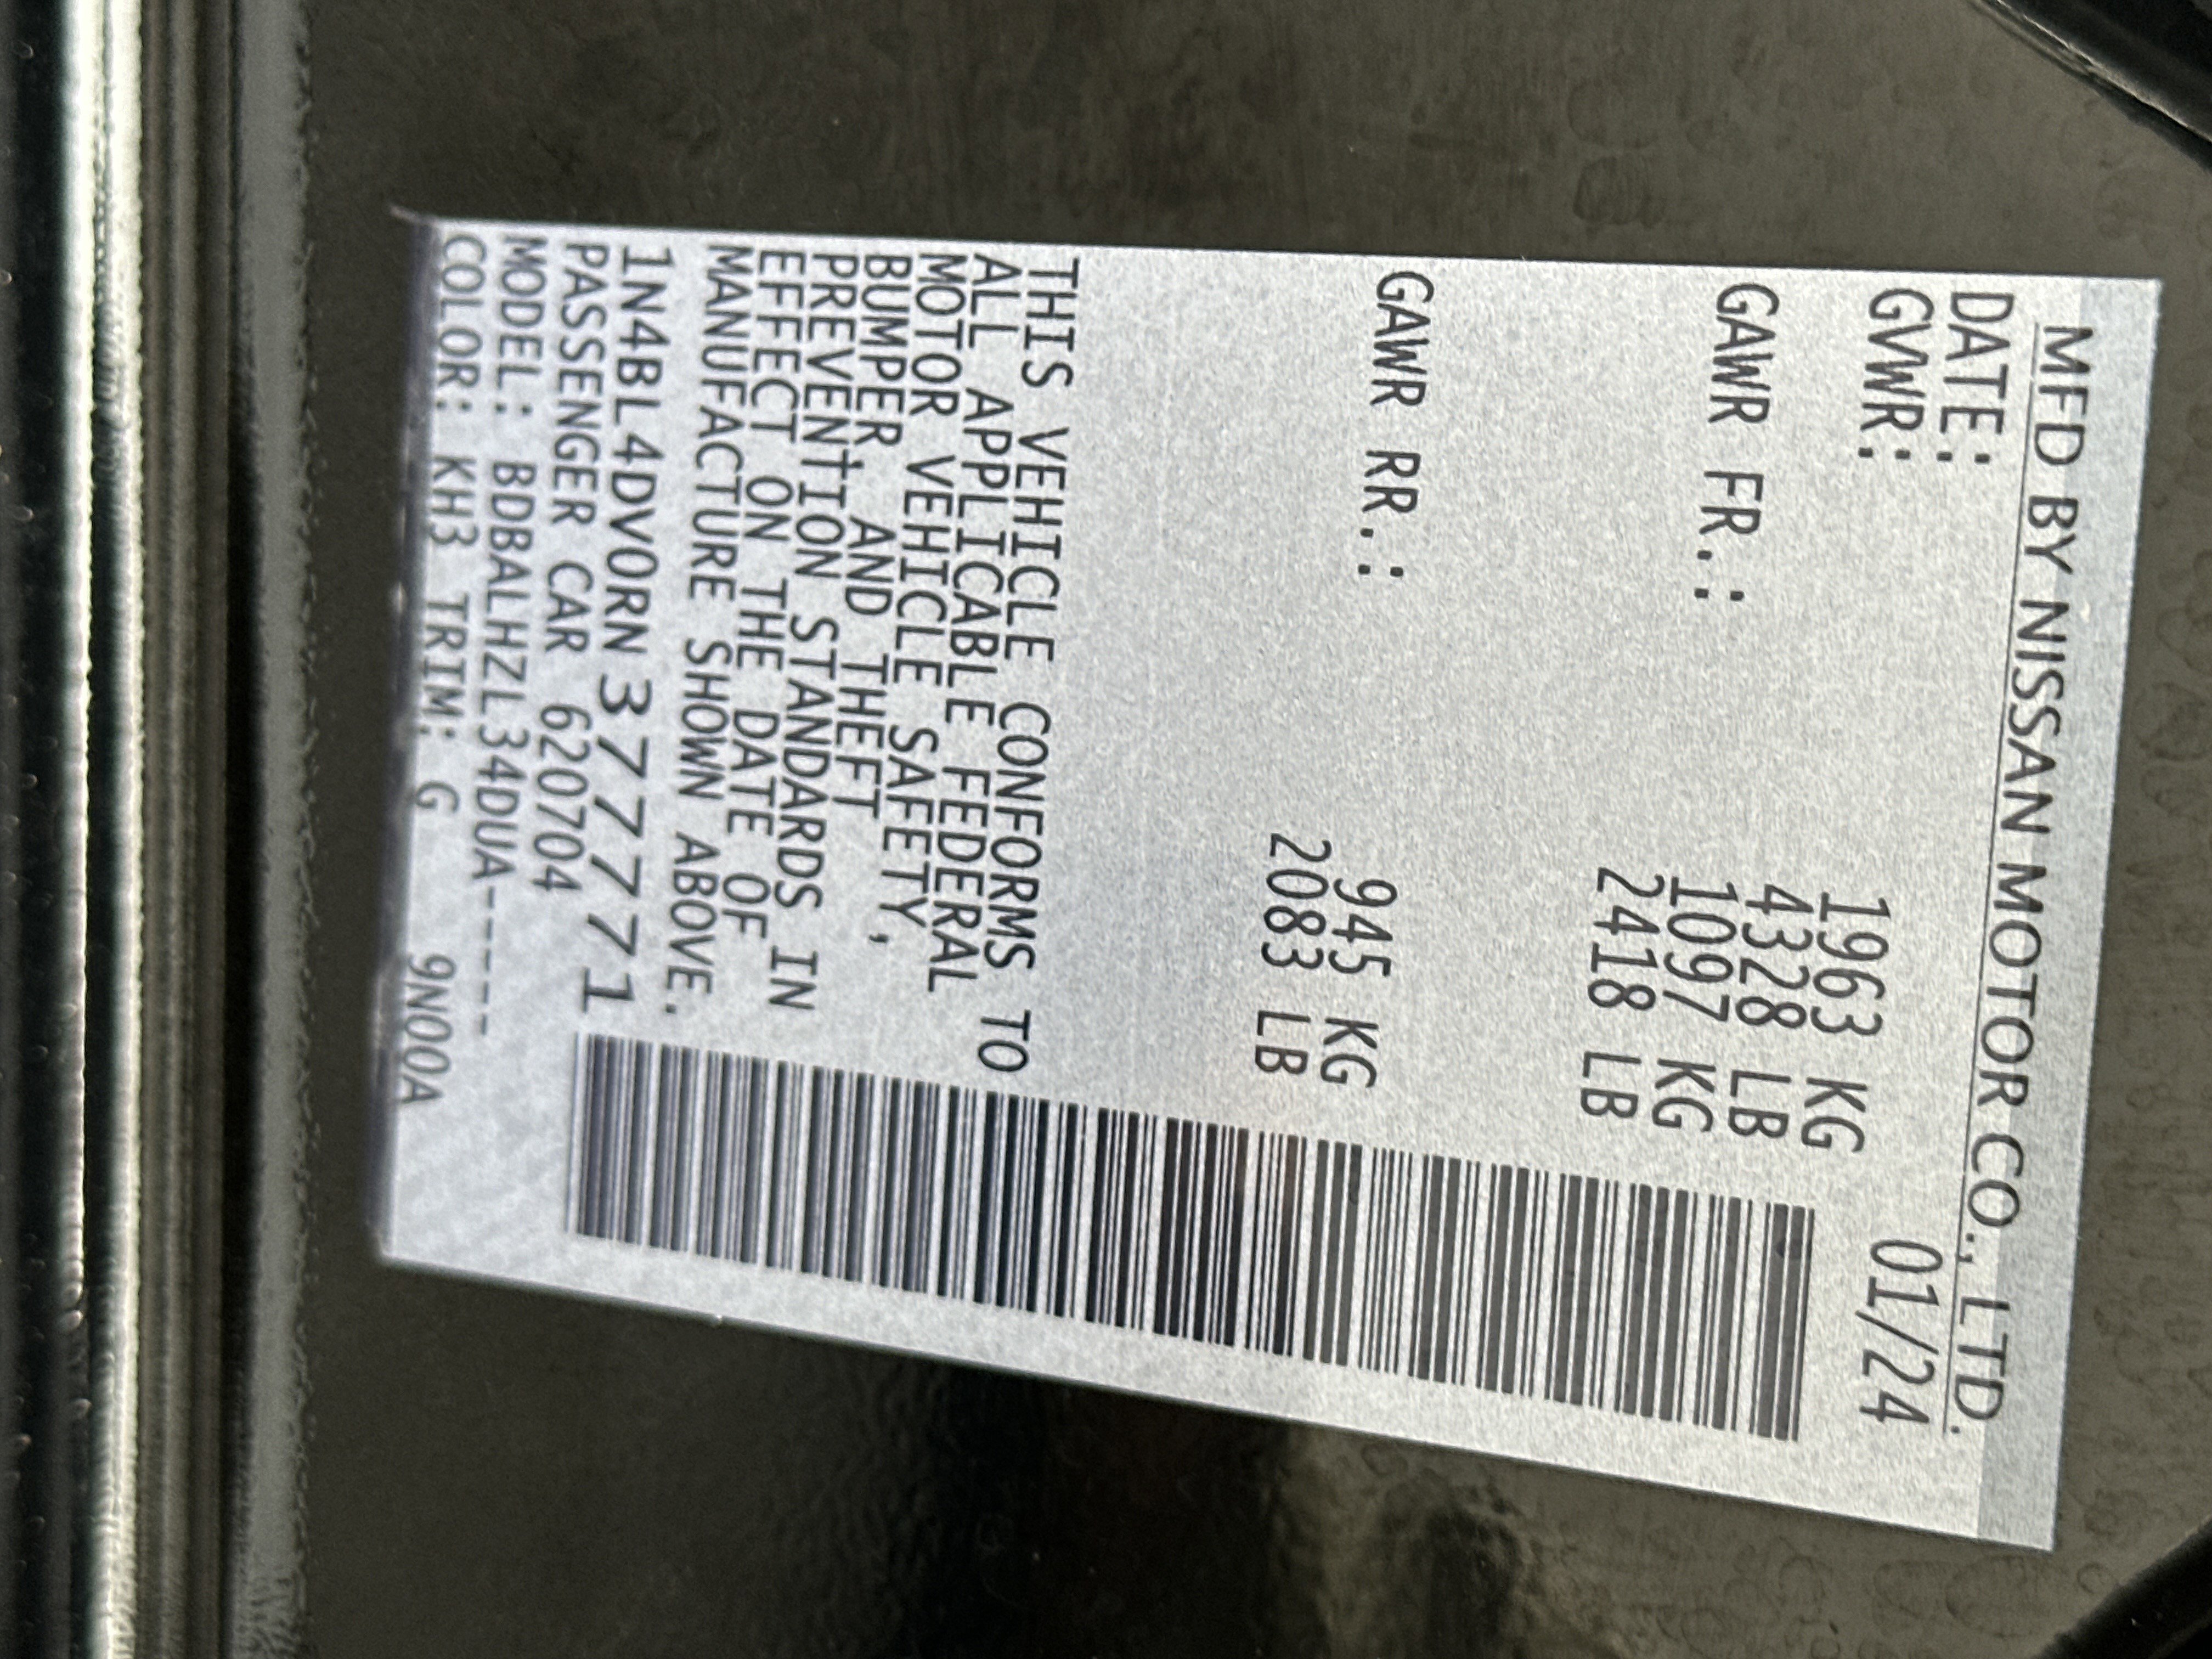 MFD BY NISSAN MOTOR CO., LTD.
DATE: 01/24
GVWR: 1963 KG
4328 LB
GAWR FR.: 1097 KG
2418 LB
GAWR RR.: 945 KG
2083 LB
THIS VEHICLE CONFORMS TO
ALL APPLICABLE FEDERAL
MOTOR VEHICLE SAFETY,
BUMPER, AND THEFT
PREVENTION STANDARDS IN
EFFECT ON THE DATE OF
MANUFACTURE SHOWN ABOVE.
1N4BL4DV0RN377771
PASSENGER CAR 620704
MODEL: BDBALHZL34DUA-----
COLOR: KH3 TRIM: G 9N00A